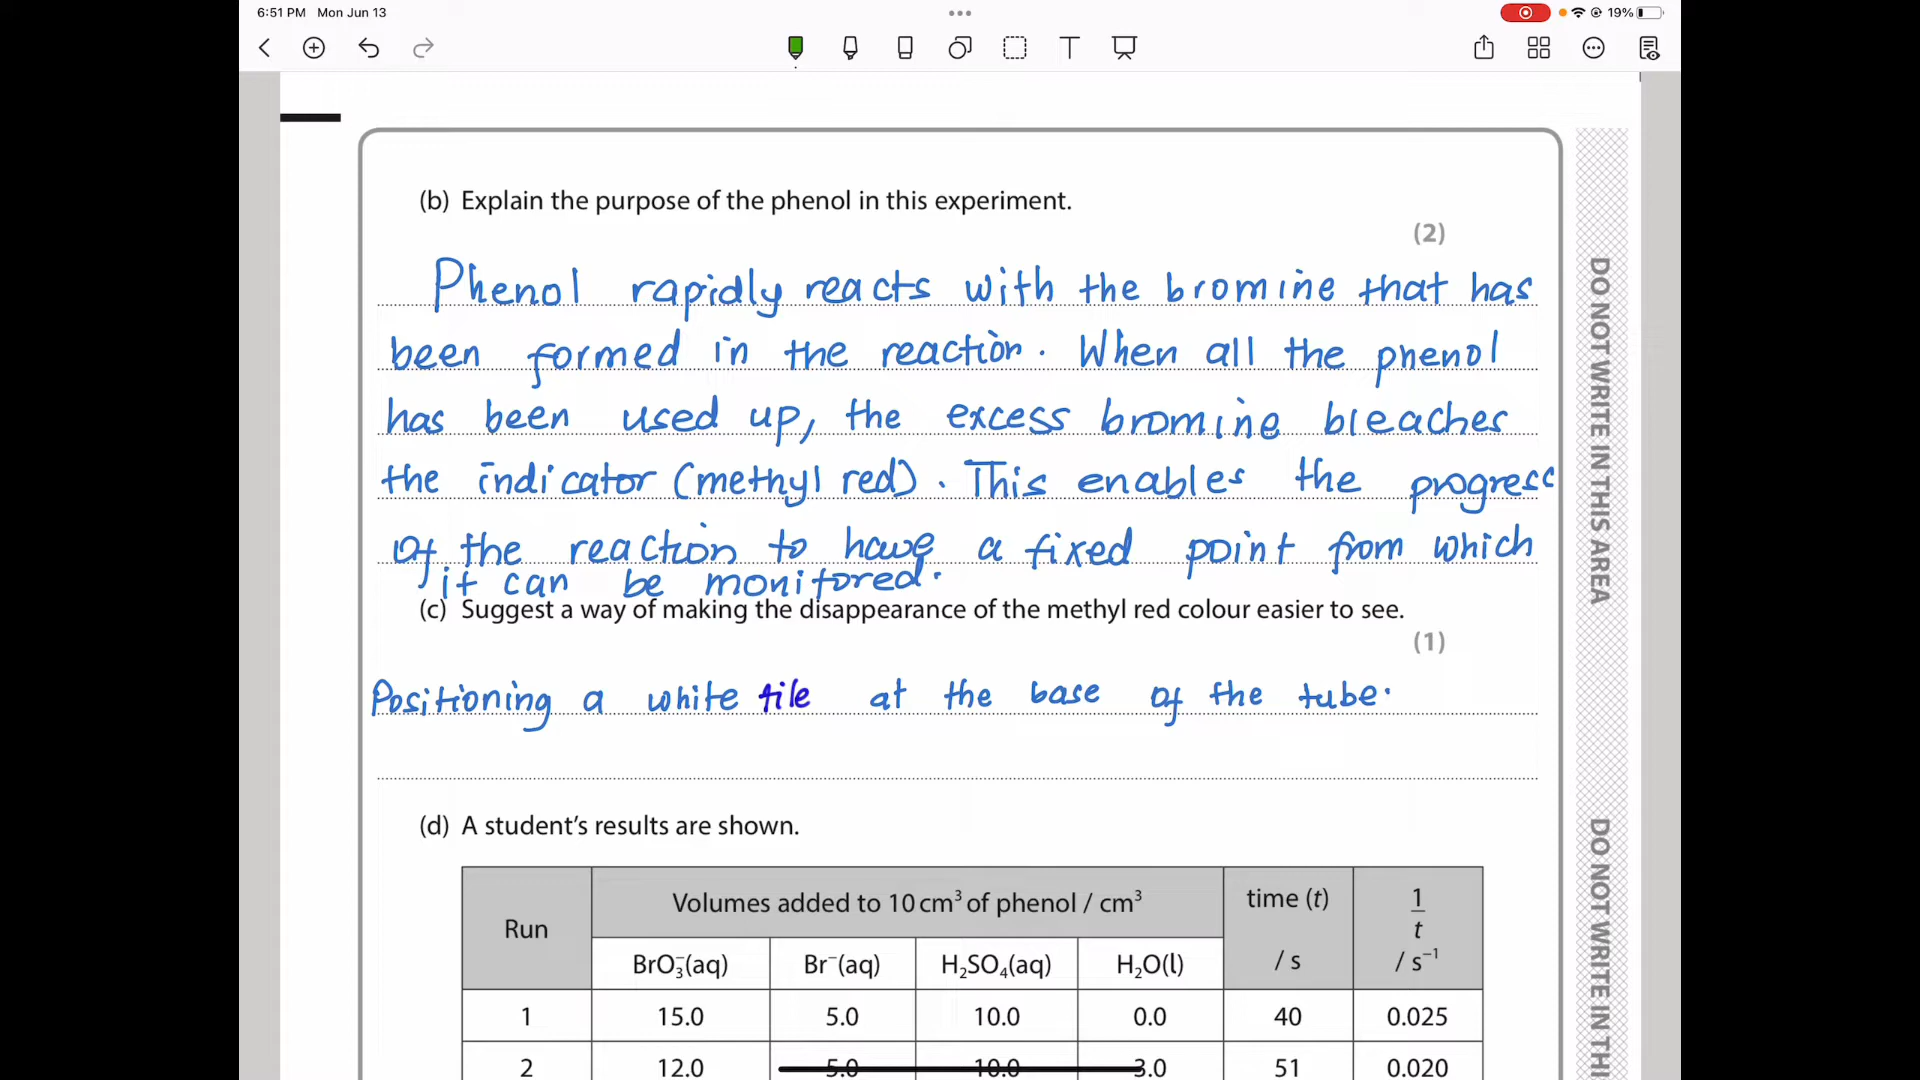 6:51 PM Mon Jun 13
19%
T
(b) Explain the purpose of the phenol in this experiment.
(2)
Phenol rapidly reacts with the bromine that has
been formed in the reaction. When all the phenol
has been used up, the excess bromine bleaches
the indicator (methyl red). This enables the progress
of the reaction to have a fixed point from which
it can be monitored.
(c) Suggest a way of making the disappearance of the methyl red colour easier to see.
(1)
Positioning a white tile at the base of the tube.
(d) A student's results are shown.
Run
Volumes added to 10 cm³ of phenol / cm³
time (t) / s
1/t / s⁻¹
BrO₃⁻(aq) Br⁻(aq) H₂SO₄(aq) H₂O(l)
1 15.0 5.0 10.0 0.0 40 0.025
2 12.0 5.0 10.0 3.0 51 0.020
DO NOT WRITE IN THIS AREA
DO NOT WRITE IN THI